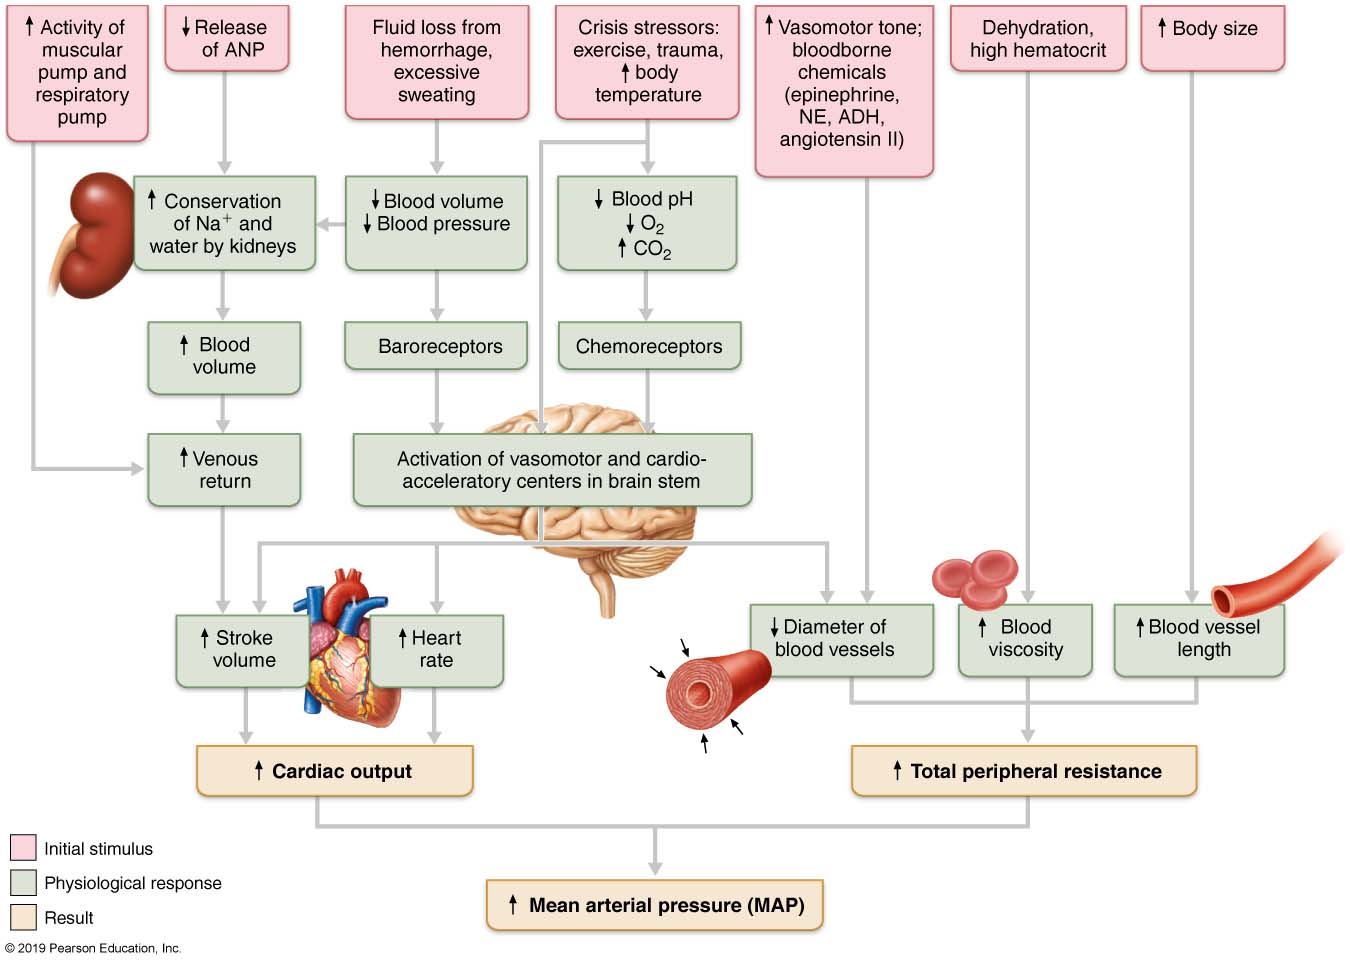 ↑ Activity of
muscular
pump and
respiratory
pump
↓ Release
of ANP
Fluid loss from
hemorrhage,
excessive
sweating
Crisis stressors:
exercise, trauma,
↑ body
temperature
↑ Vasomotor tone;
bloodborne
chemicals
(epinephrine,
NE, ADH,
angiotensin II)
Dehydration,
high hematocrit
↑ Body size
↑ Conservation
of Na⁺ and
water by kidneys
↓ Blood volume
↓ Blood pressure
↓ Blood pH
↓ O₂
↑ CO₂
↑ Blood
volume
Baroreceptors
Chemoreceptors
↑ Venous
return
Activation of vasomotor and cardio-
acceleratory centers in brain stem
↑ Stroke
volume
↑ Heart
rate
↓ Diameter of
blood vessels
↑ Blood
viscosity
↑ Blood vessel
length
↑ Cardiac output
↑ Total peripheral resistance
Initial stimulus
Physiological response
Result
↑ Mean arterial pressure (MAP)
© 2019 Pearson Education, Inc.